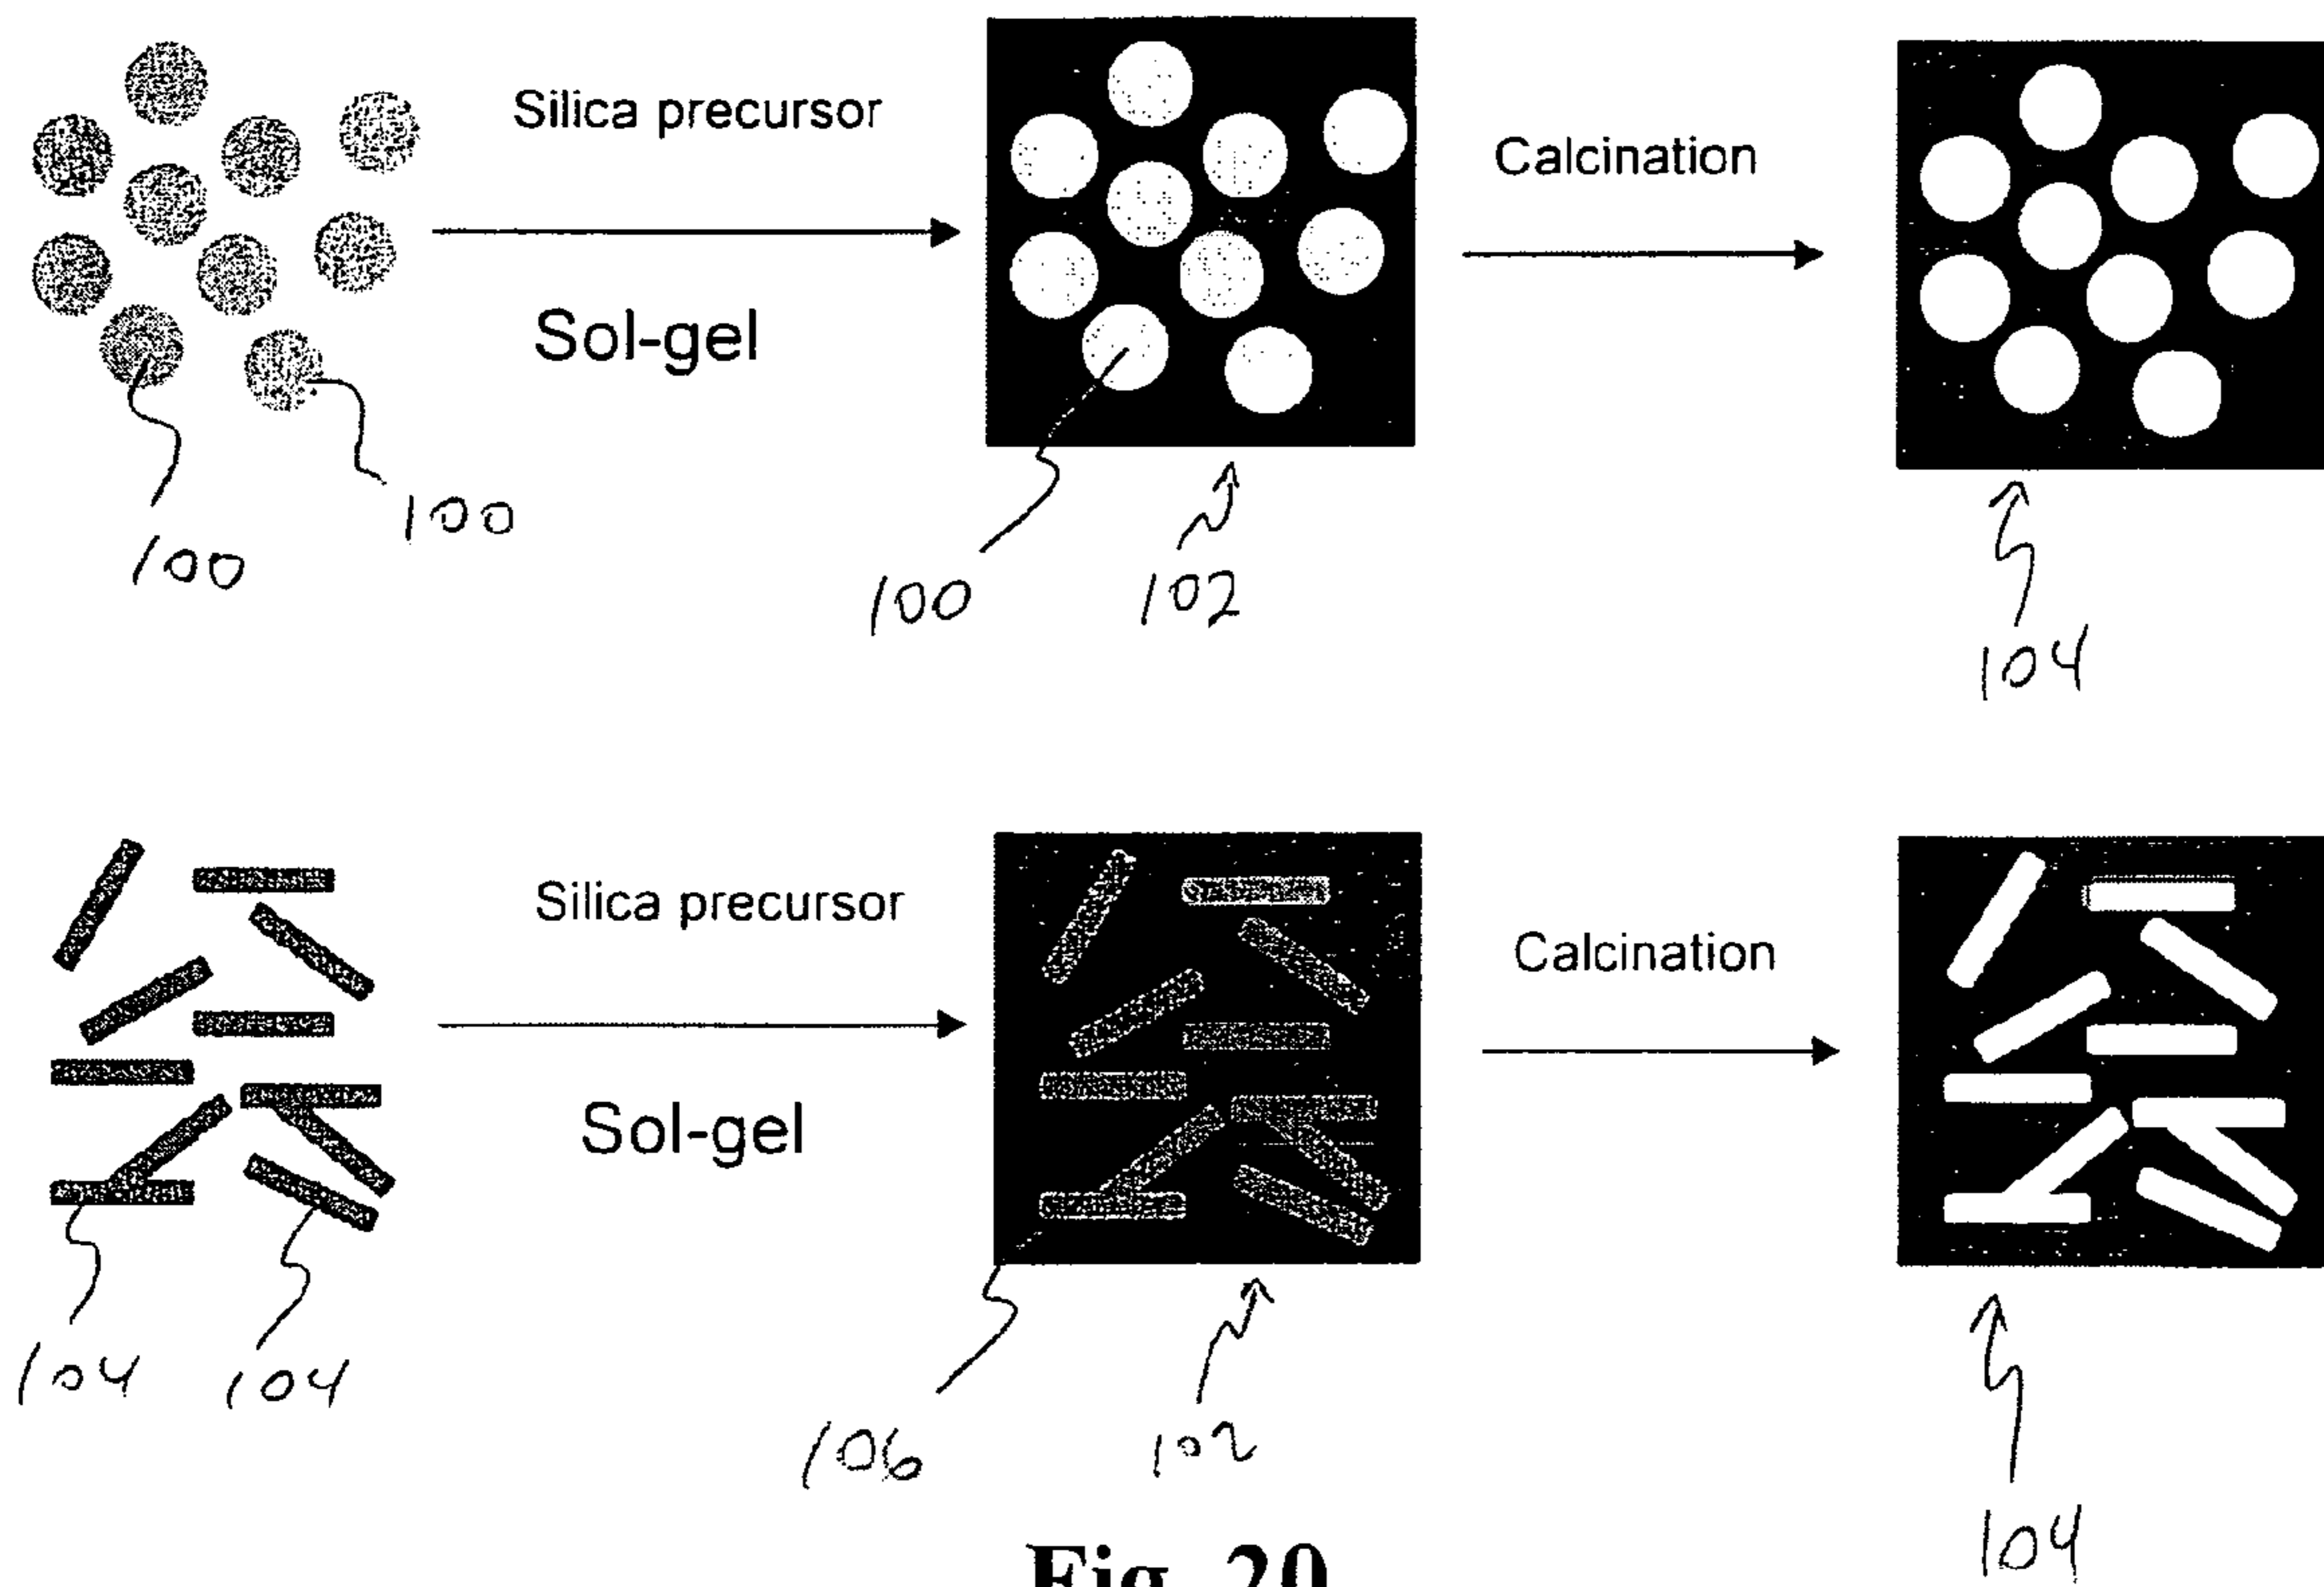 Silica precursor
Calcination
Sol-gel
100
100
100
102
104
Silica precursor
Calcination
Sol-gel
104
104
106
102
104
Fig. 20